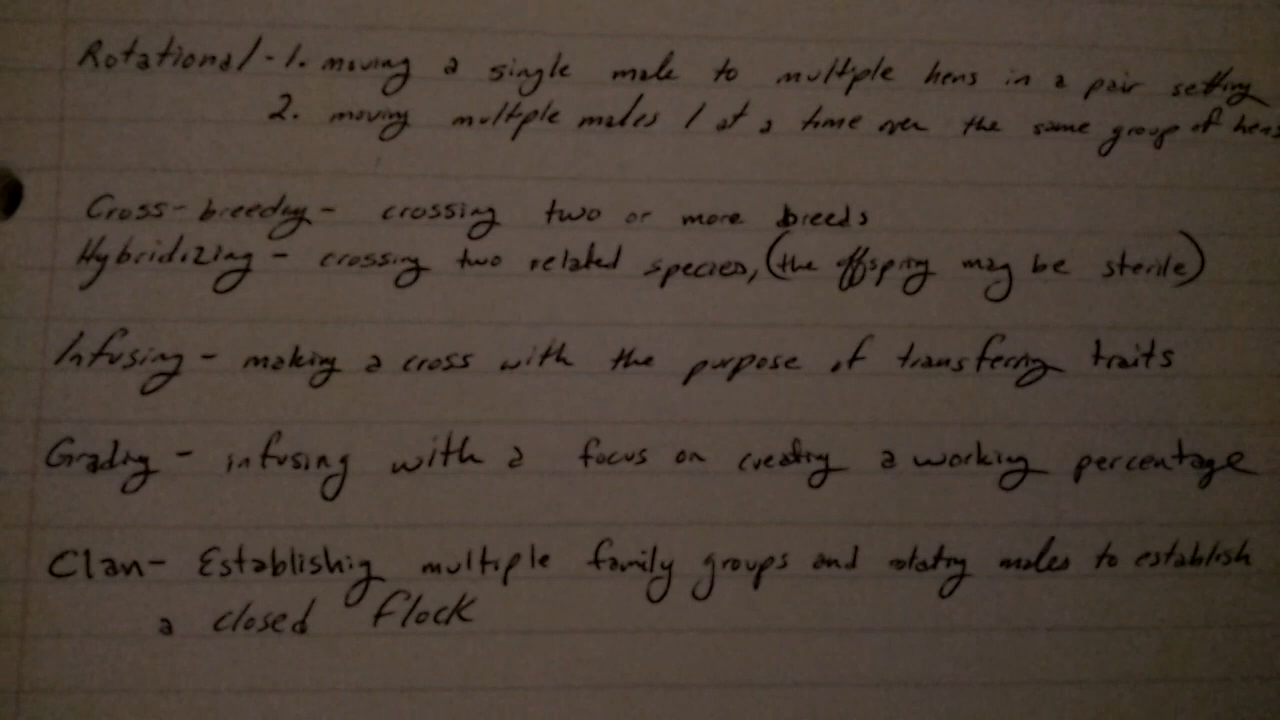 Rotational - 1. moving a single male to multiple hens in a pair setting
2. moving multiple males 1 at a time over the same group of hens
Cross-breeding - crossing two or more breeds
Hybridizing - crossing two related species, (the offspring may be sterile)
Infusing - making a cross with the purpose of transferring traits
Grading - infusing with a focus on creating a working percentage
Clan - Establishing multiple family groups and rotating males to establish
a closed flock